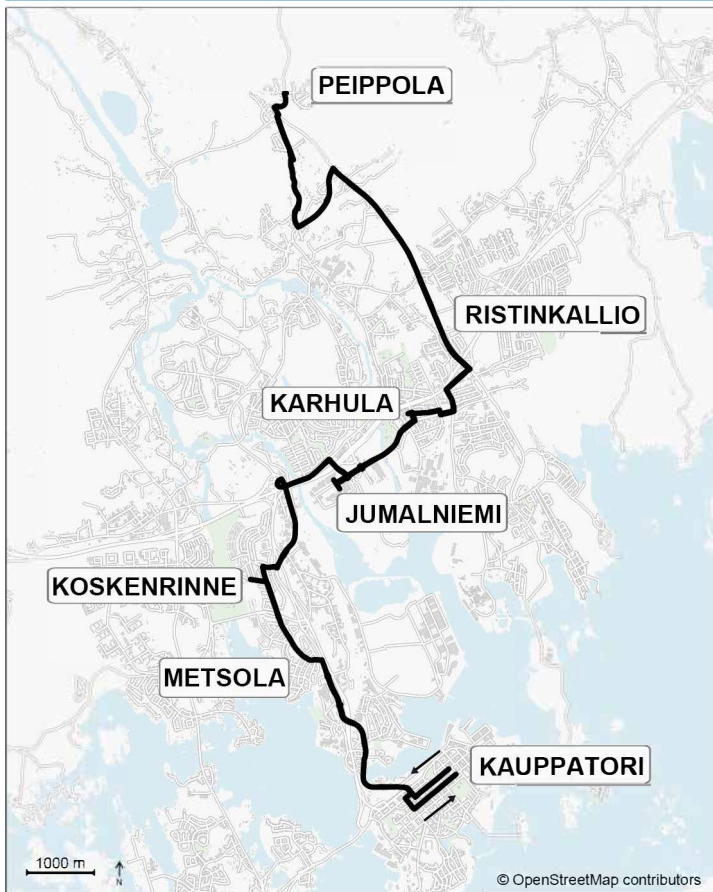 PEIPPOLA
RISTINKALLIO
KARHULA
JUMALNIEMI
KOSKENRINNE
METSOLA
KAUPPATORI
1000 m
N
© OpenStreetMap contributors